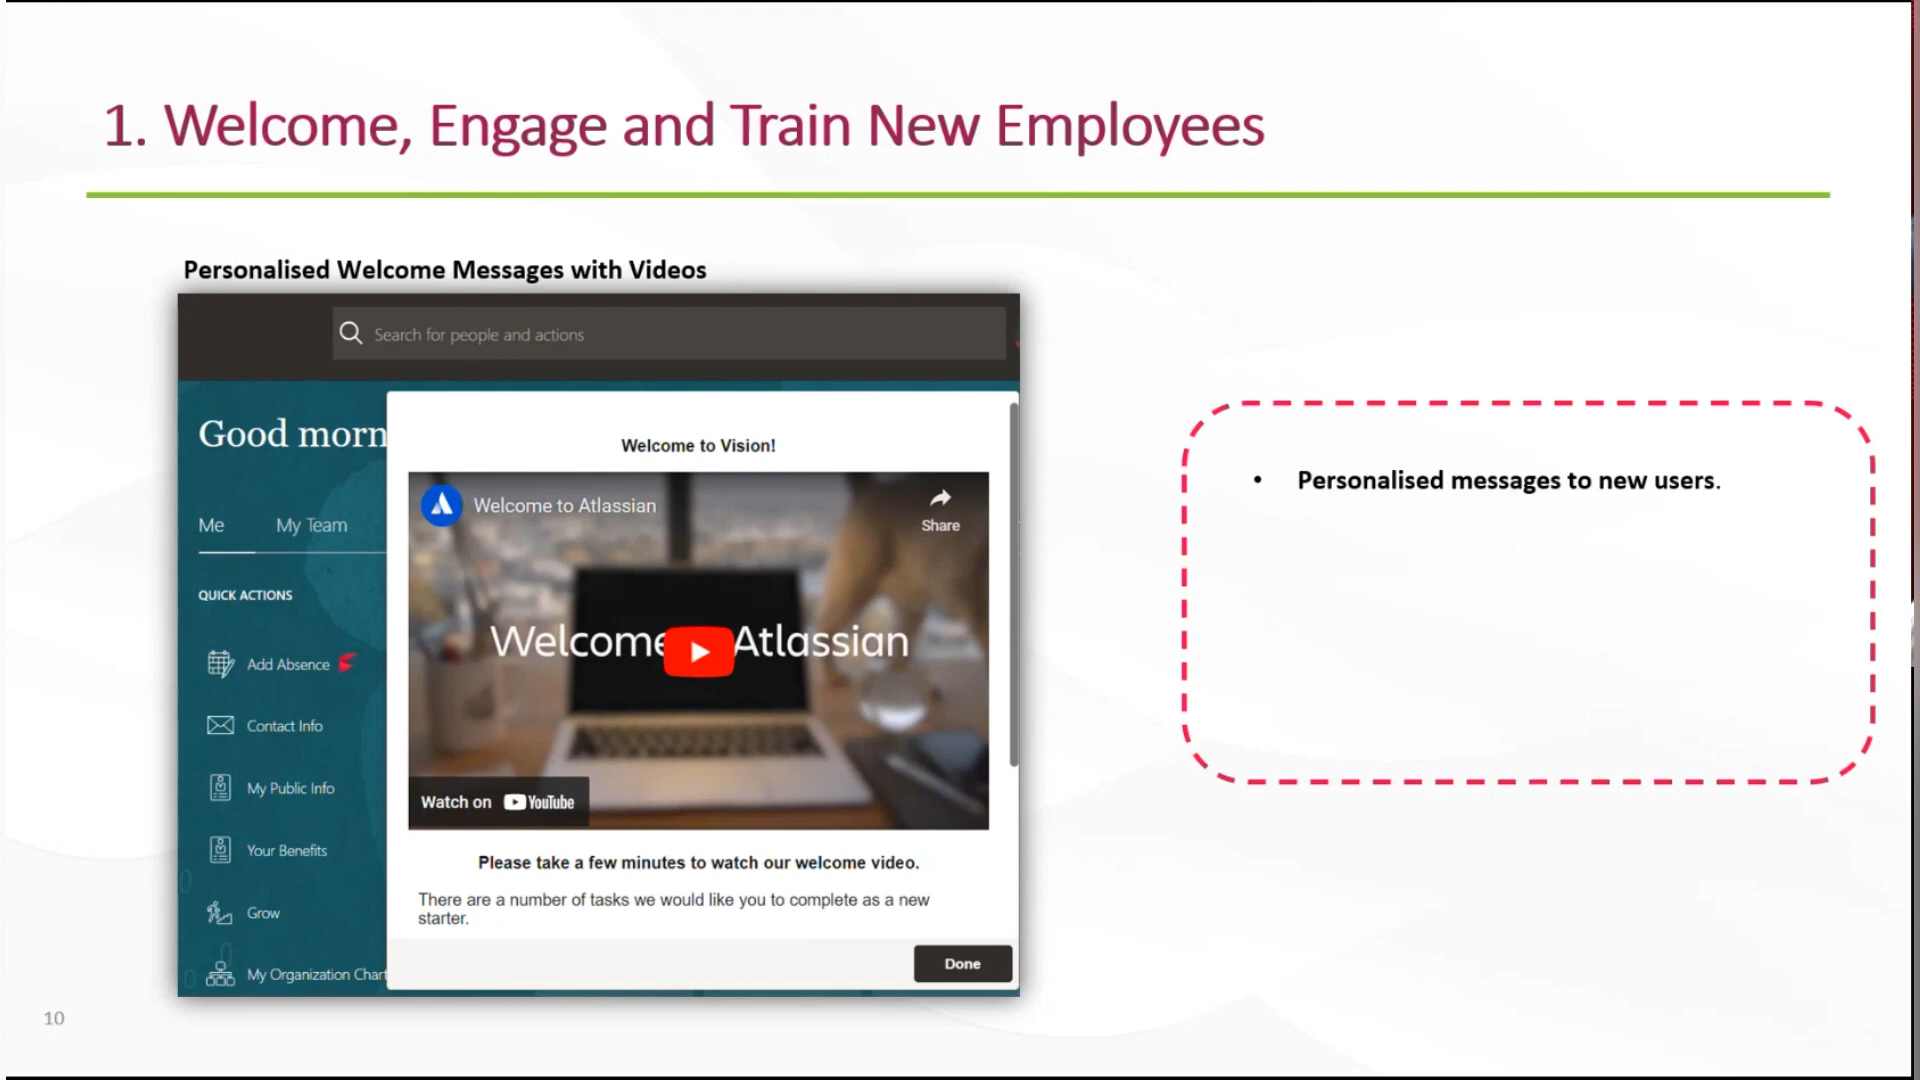 1. Welcome, Engage and Train New Employees
Personalised Welcome Messages with Videos
Search for people and actions
Good morn
Me My Team
QUICK ACTIONS
Add Absence
Contact Info
My Public Info
Your Benefits
Grow
My Organization Chart
Welcome to Vision!
Welcome to Atlassian
Share
Welcome Atlassian
Watch on YouTube
Please take a few minutes to watch our welcome video.
There are a number of tasks we would like you to complete as a new
starter.
Done
• Personalised messages to new users.
10